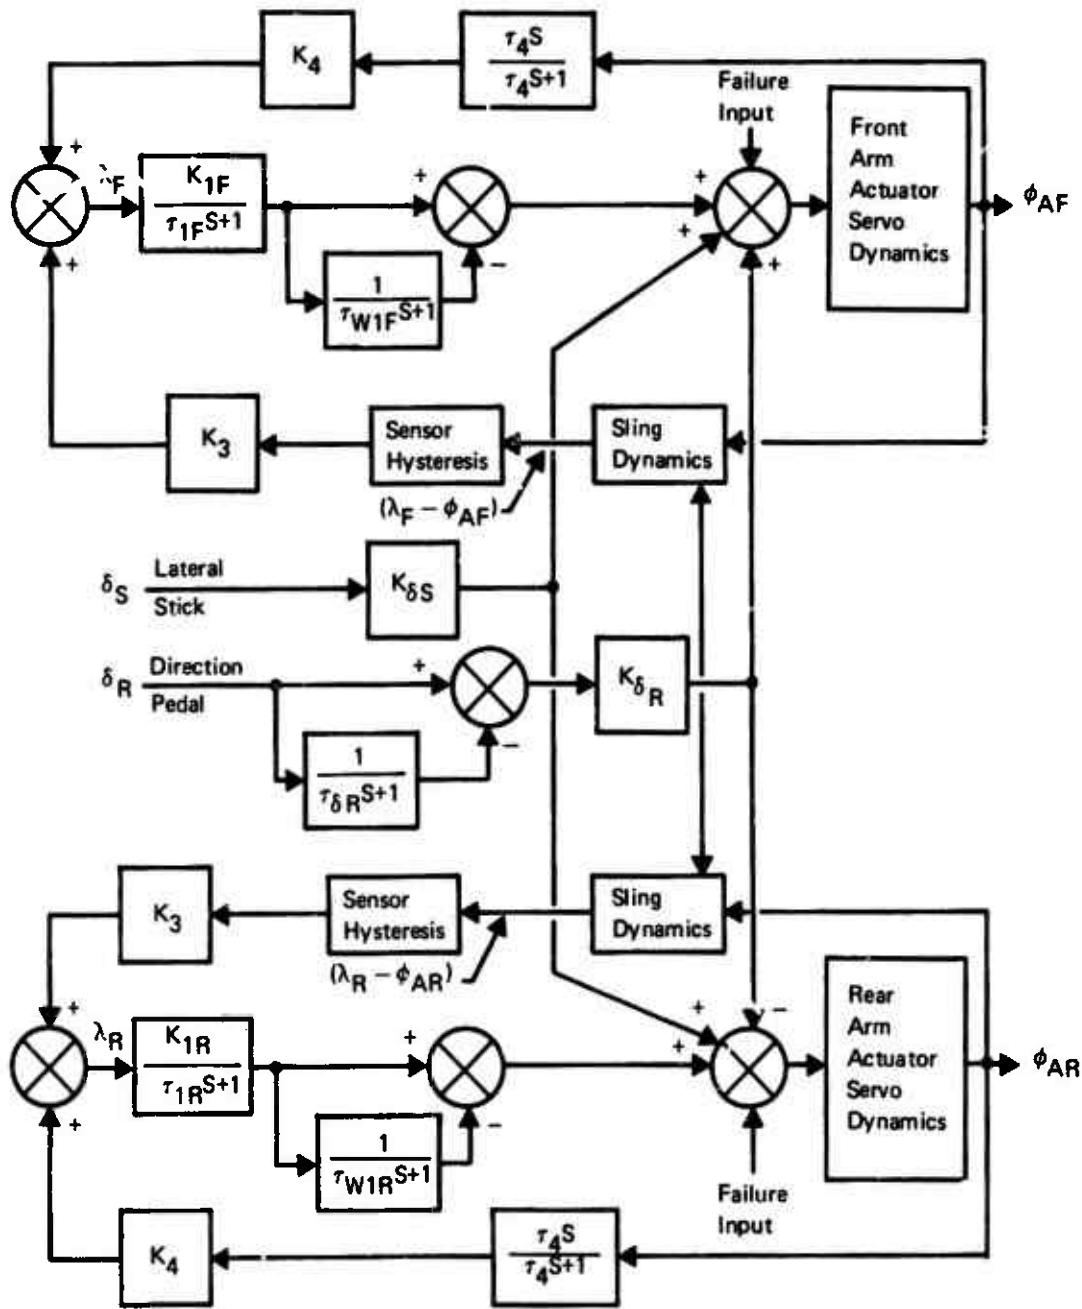 K4
τ4S
τ4S+1
Failure
Input
Front
Arm
Actuator
Servo
Dynamics
+
λF
K1F
τ1FS+1
+
+
+
φAF
+
−
+
1
τW1FS+1
K3
Sensor
Hysteresis
Sling
Dynamics
(λF − φAF)
δS
Lateral
Stick
KδS
δR
Direction
Pedal
+
KδR
−
1
τδRS+1
K3
Sensor
Hysteresis
Sling
Dynamics
(λR − φAR)
Rear
Arm
Actuator
Servo
Dynamics
+
+
−
λR
K1R
τ1RS+1
+
+
φAR
+
−
1
τW1RS+1
Failure
Input
K4
τ4S
τ4S+1